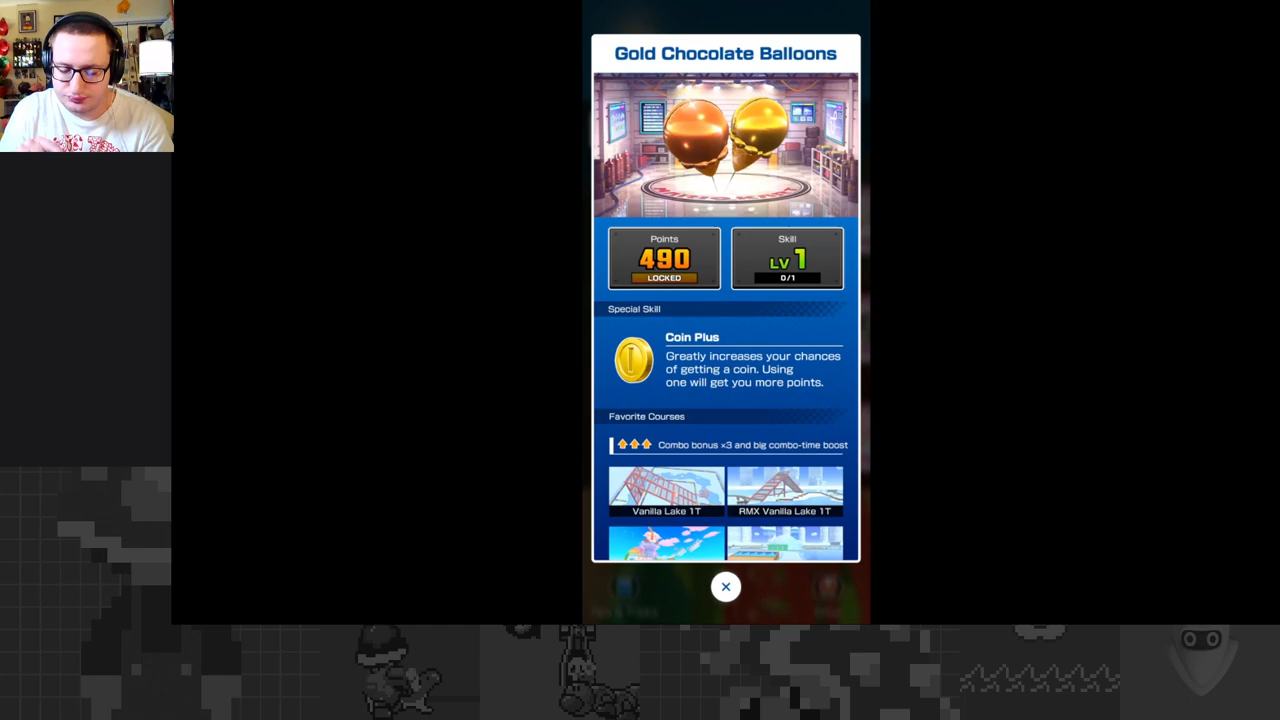 Gold Chocolate Balloons
Points
490
LOCKED
Skill
LV 1
0/1
Special Skill
Coin Plus
Greatly increases your chances
of getting a coin. Using
one will get you more points.
Favorite Courses
Combo bonus ×3 and big combo-time boost
Vanilla Lake 1T
RMX Vanilla Lake 1T